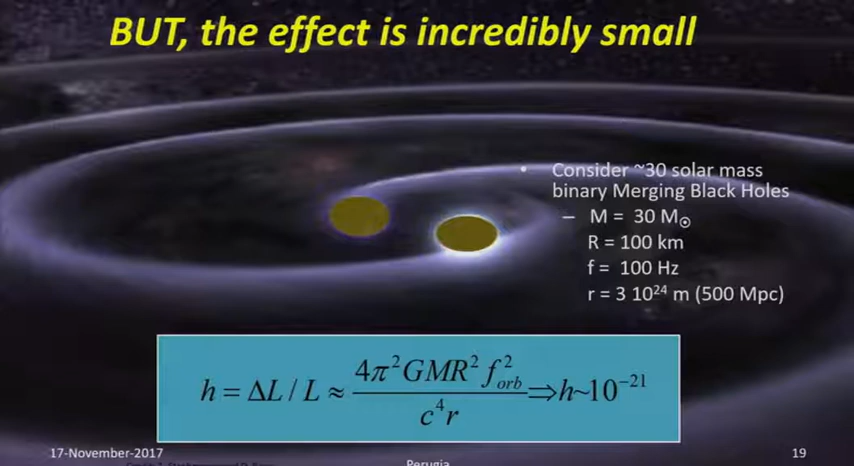 BUT, the effect is incredibly small
• Consider ~30 solar mass
binary Merging Black Holes
– M = 30 M☉
R = 100 km
f = 100 Hz
r = 3 10²⁴ m (500 Mpc)
h = ΔL / L ≈ 4π²GMR²f²orb / c⁴r ⟹ h~10⁻²¹
17-November-2017
Perugia
19